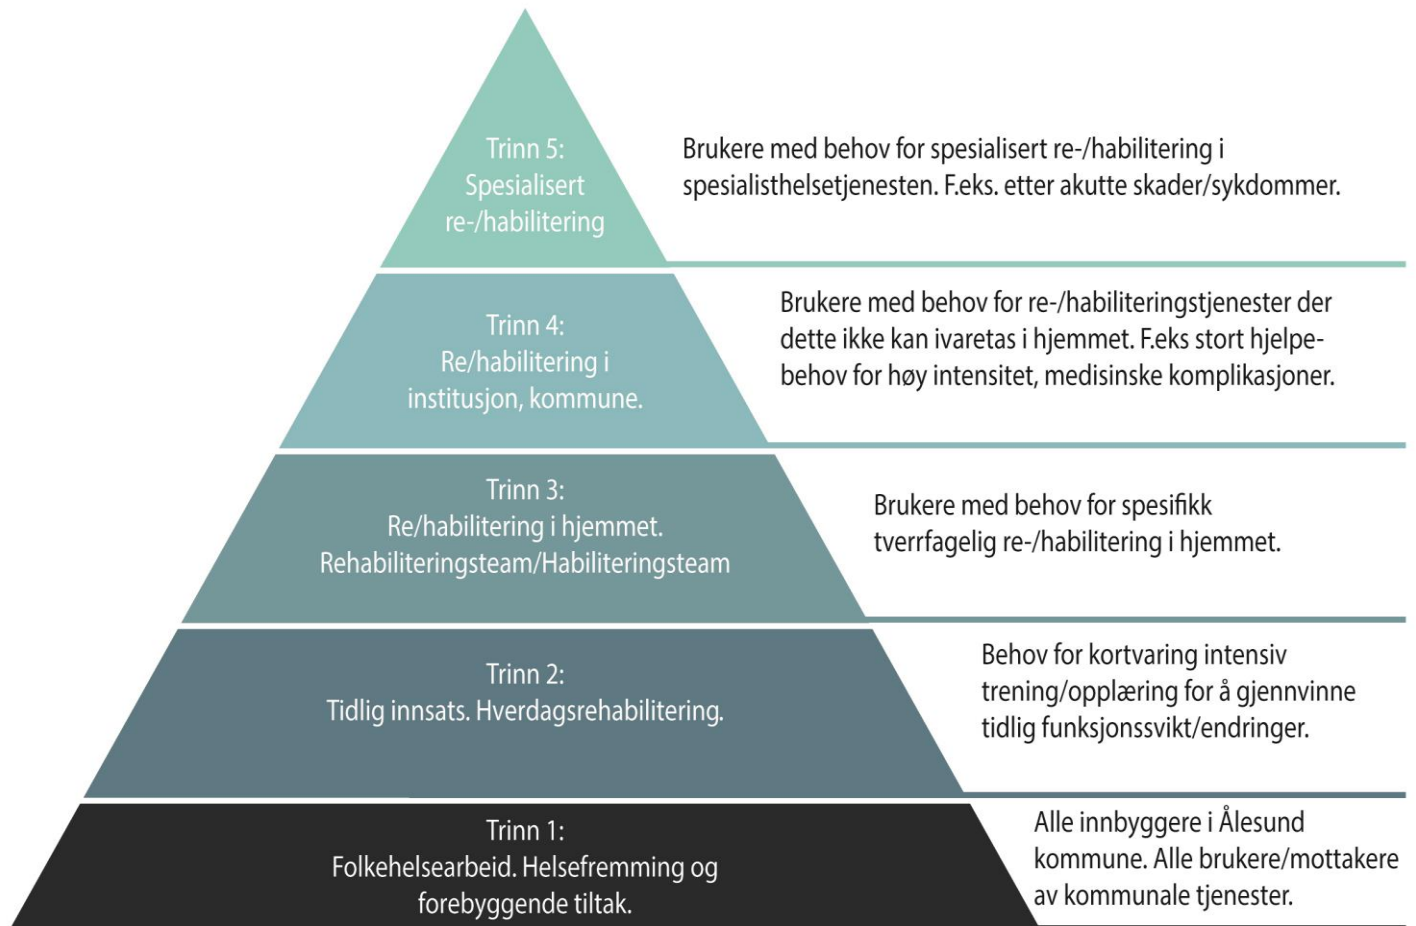 Trinn 5:
Spesialisert
re-/habilitering
Brukere med behov for spesialisert re-/habilitering i
spesialisthelsetjenesten. F.eks. etter akutte skader/sykdommer.
Trinn 4:
Re/habilitering i
institusjon, kommune.
Brukere med behov for re-/habiliteringstjenester der
dette ikke kan ivaretas i hjemmet. F.eks stort hjelpe-
behov for høy intensitet, medisinske komplikasjoner.
Trinn 3:
Re/habilitering i hjemmet.
Rehabiliteringsteam/Habiliteringsteam
Brukere med behov for spesifikk
tverrfagelig re-/habilitering i hjemmet.
Trinn 2:
Tidlig innsats. Hverdagsrehabilitering.
Behov for kortvaring intensiv
trening/opplæring for å gjennvinne
tidlig funksjonssvikt/endringer.
Trinn 1:
Folkehelsearbeid. Helsefremming og
forebyggende tiltak.
Alle innbyggere i Ålesund
kommune. Alle brukere/mottakere
av kommunale tjenester.